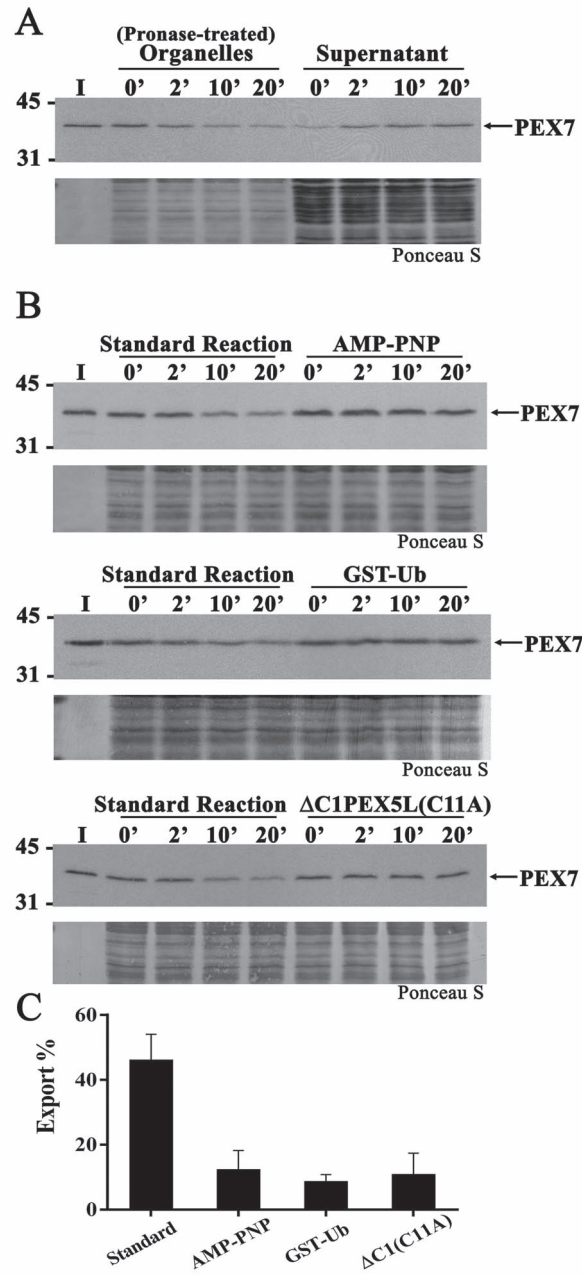 A
(Pronase-treated)
Organelles Supernatant
I 0’ 2’ 10’ 20’ 0’ 2’ 10’ 20’
45
PEX7
31
Ponceau S
B
Standard Reaction AMP-PNP
I 0’ 2’ 10’ 20’ 0’ 2’ 10’ 20’
45
PEX7
31
Ponceau S
Standard Reaction GST-Ub
I 0’ 2’ 10’ 20’ 0’ 2’ 10’ 20’
45
PEX7
31
Ponceau S
Standard Reaction ΔC1PEX5L(C11A)
I 0’ 2’ 10’ 20’ 0’ 2’ 10’ 20’
45
PEX7
31
Ponceau S
C
Export %
60
40
20
0
Standard AMP-PNP GST-Ub ΔC1(C11A)